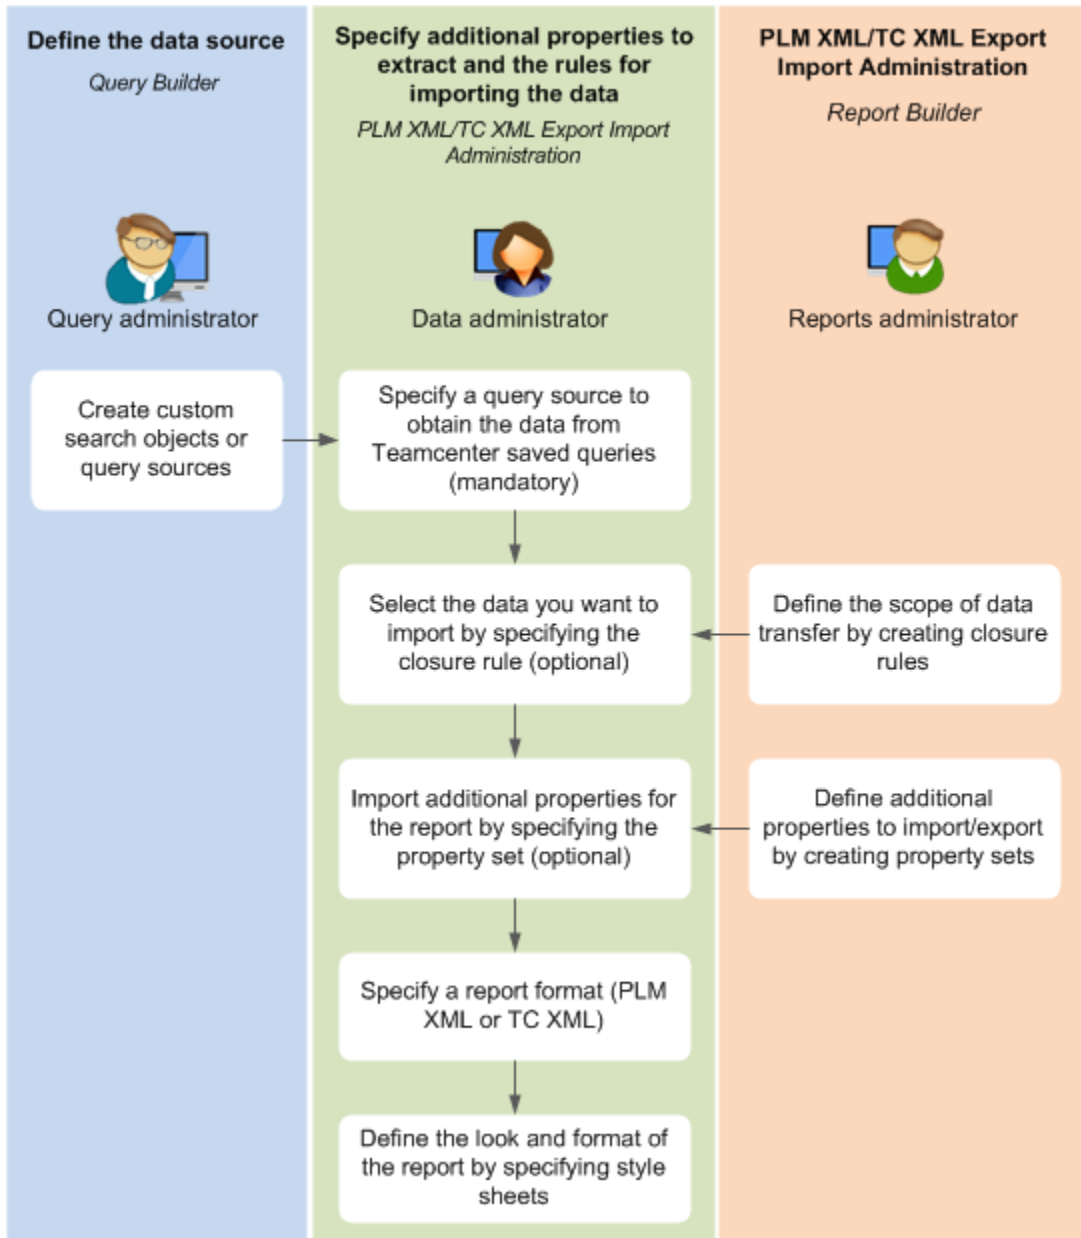 Define the data source
Query Builder
Specify additional properties to
extract and the rules for
importing the data
PLM XML/TC XML Export Import
Administration
PLM XML/TC XML Export
Import Administration
Report Builder
Query administrator
Data administrator
Reports administrator
Create custom
search objects or
query sources
Specify a query source to
obtain the data from
Teamcenter saved queries
(mandatory)
Select the data you want to
import by specifying the
closure rule (optional)
Define the scope of data
transfer by creating closure
rules
Import additional properties for
the report by specifying the
property set (optional)
Define additional
properties to import/export
by creating property sets
Specify a report format (PLM
XML or TC XML)
Define the look and format of
the report by specifying style
sheets